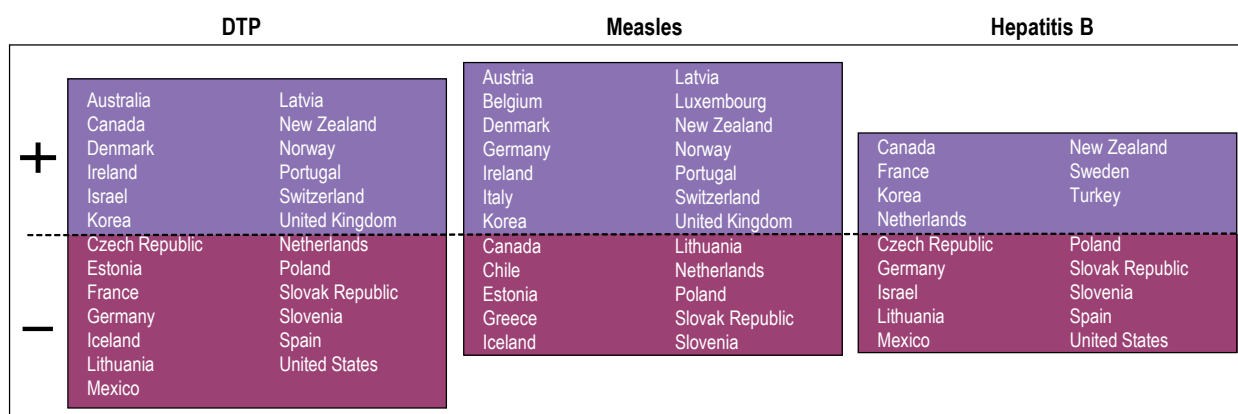 DTP
Measles
Hepatitis B
+
Australia
Canada
Denmark
Ireland
Israel
Korea
Latvia
New Zealand
Norway
Portugal
Switzerland
United Kingdom
Austria
Belgium
Denmark
Germany
Ireland
Italy
Korea
Latvia
Luxembourg
New Zealand
Norway
Portugal
Switzerland
United Kingdom
Canada
France
Korea
Netherlands
New Zealand
Sweden
Turkey
−
Czech Republic
Estonia
France
Germany
Iceland
Lithuania
Mexico
Netherlands
Poland
Slovak Republic
Slovenia
Spain
United States
Canada
Chile
Estonia
Greece
Iceland
Lithuania
Netherlands
Poland
Slovak Republic
Slovenia
Czech Republic
Germany
Israel
Lithuania
Mexico
Poland
Slovak Republic
Slovenia
Spain
United States